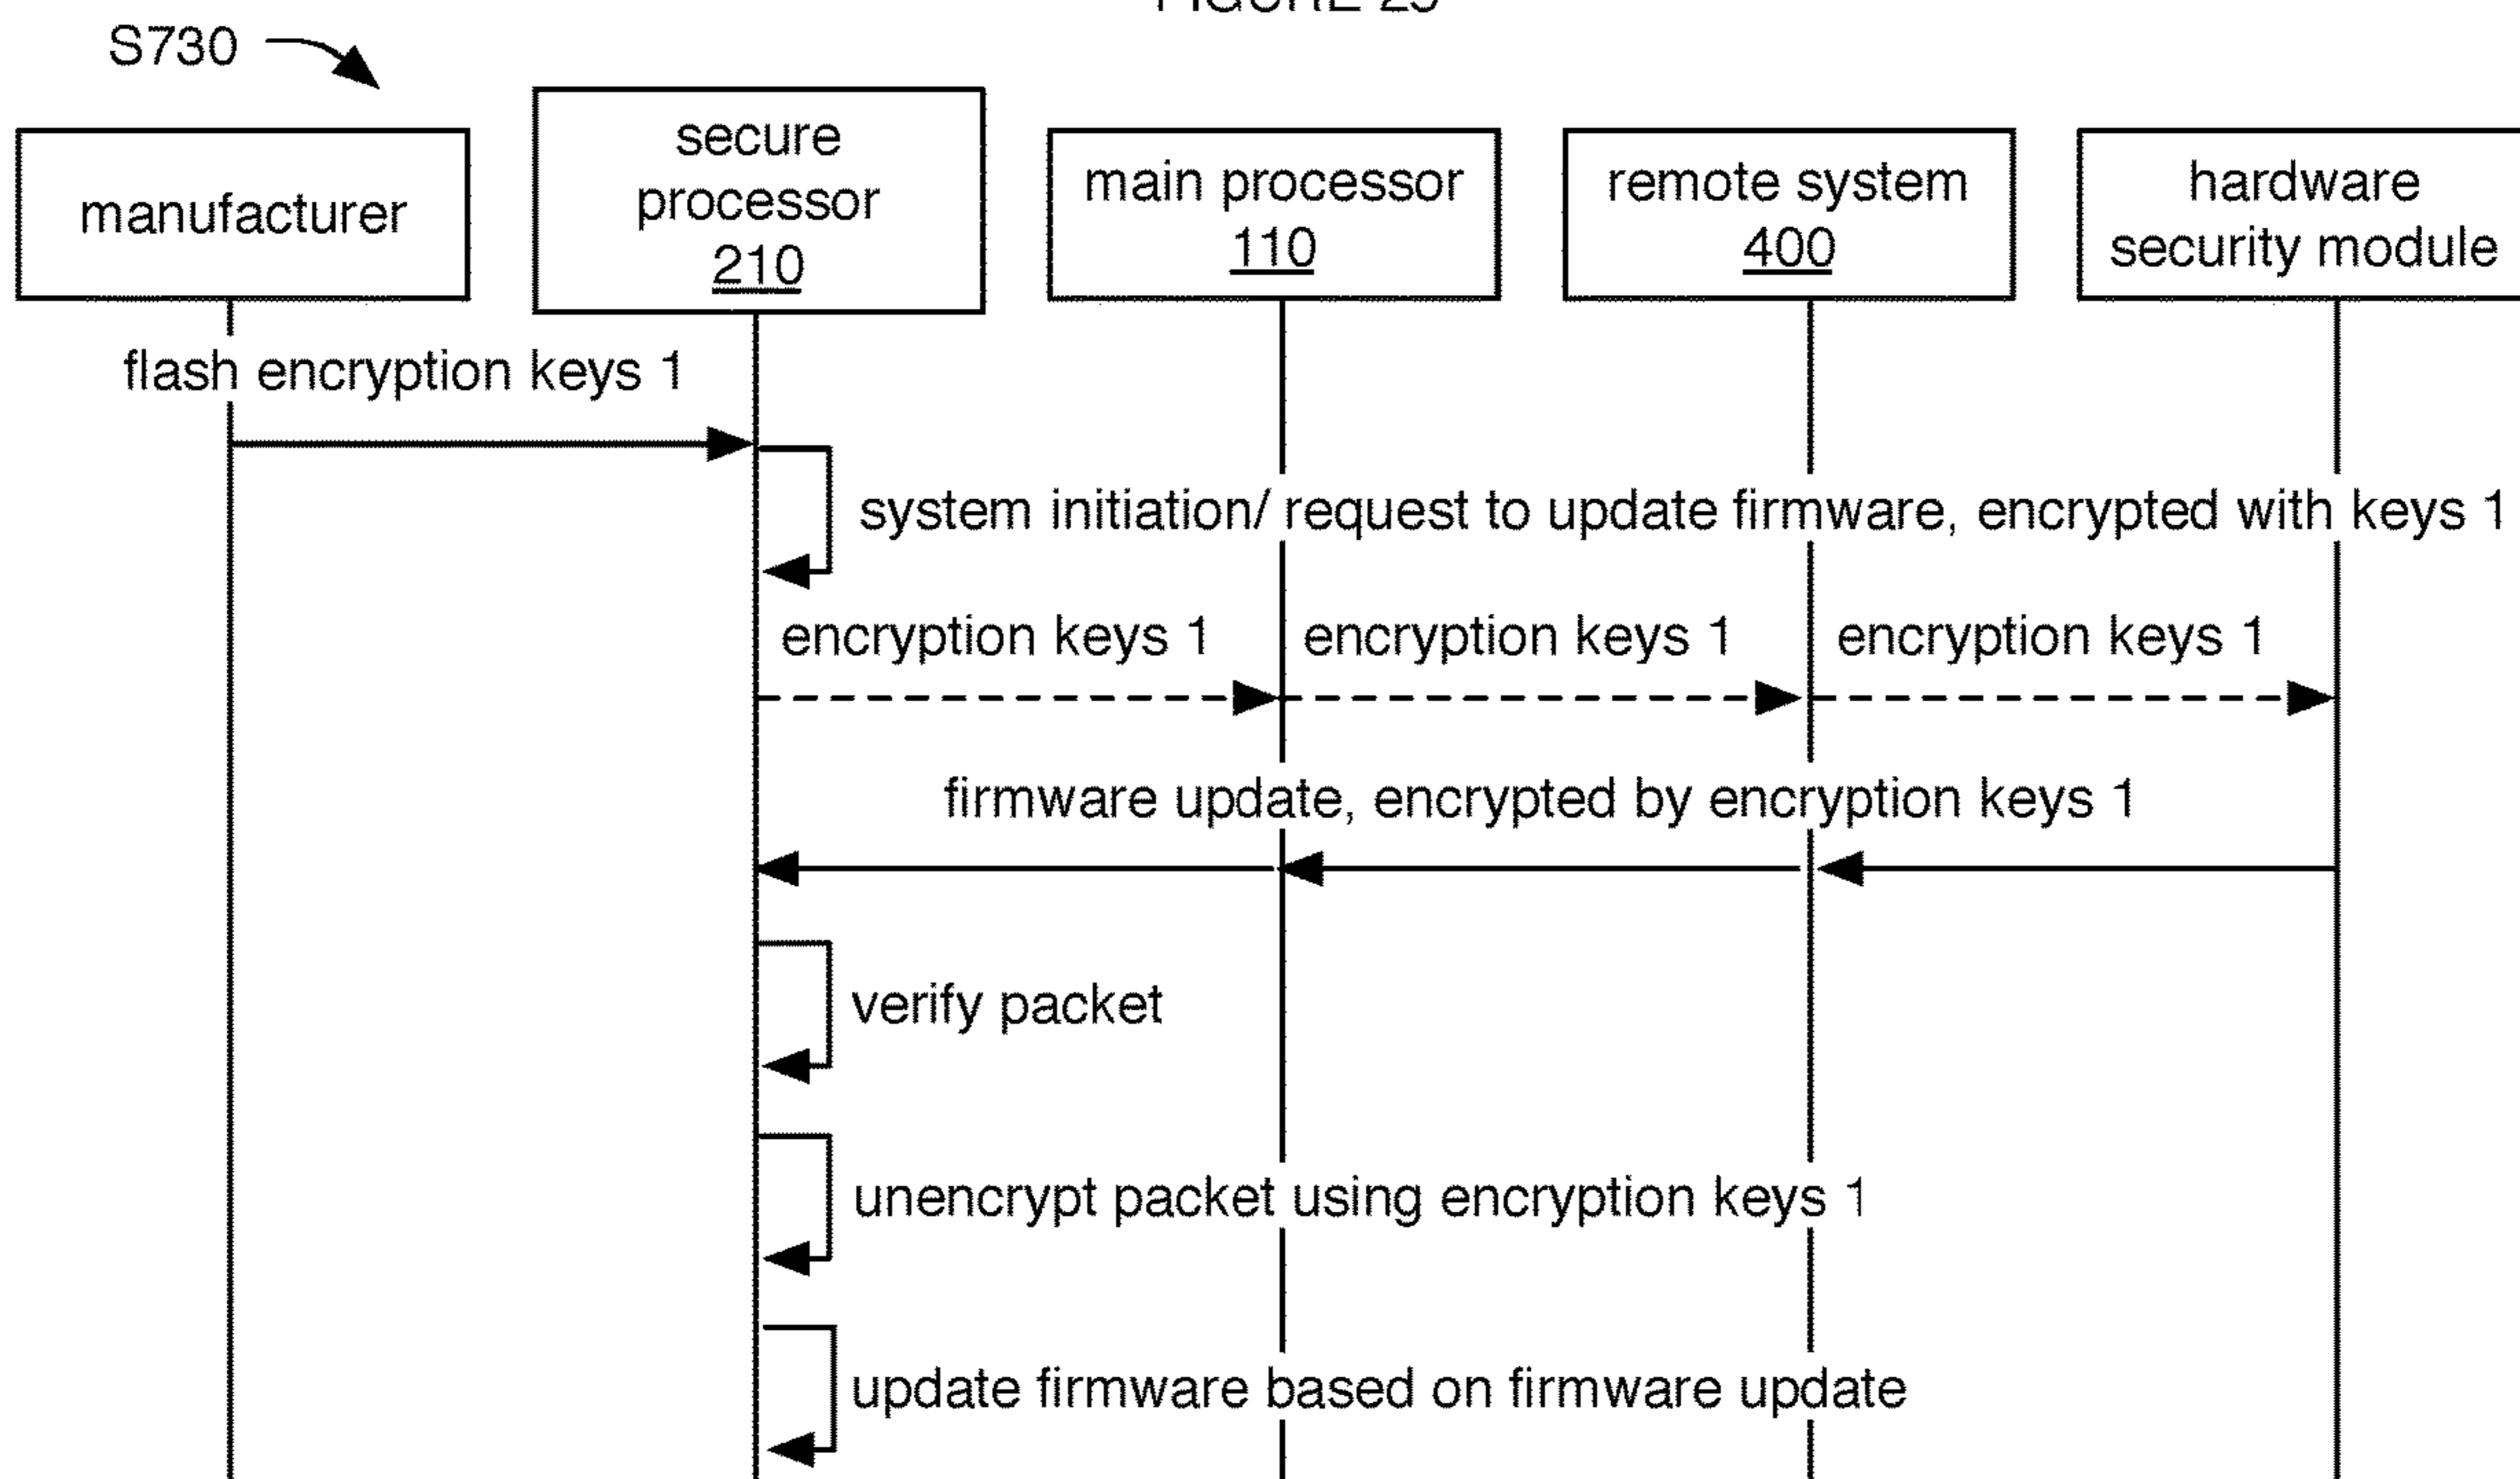 S730
manufacturer
secure
processor
210
main processor
110
remote system
400
hardware
security module
flash encryption keys 1
system initiation/ request to update firmware, encrypted with keys 1
encryption keys 1
encryption keys 1
encryption keys 1
firmware update, encrypted by encryption keys 1
verify packet
unencrypt packet using encryption keys 1
update firmware based on firmware update